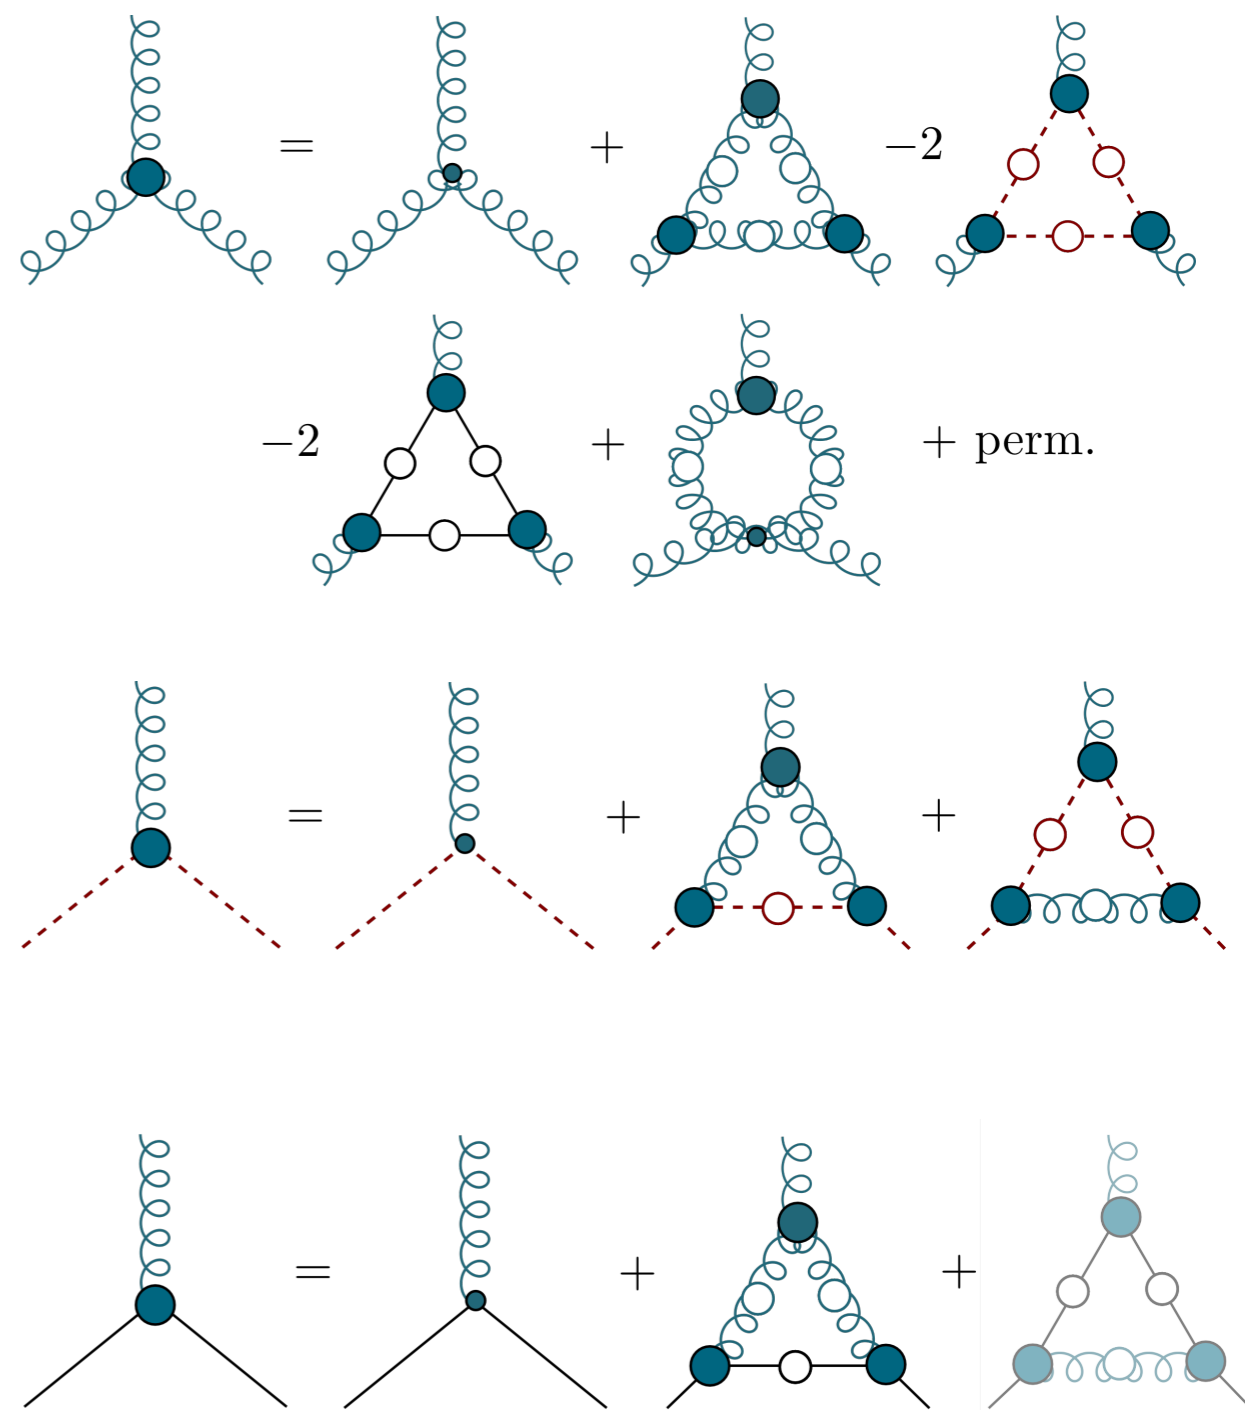 = + −2
−2 + + perm.
= + +
= + +